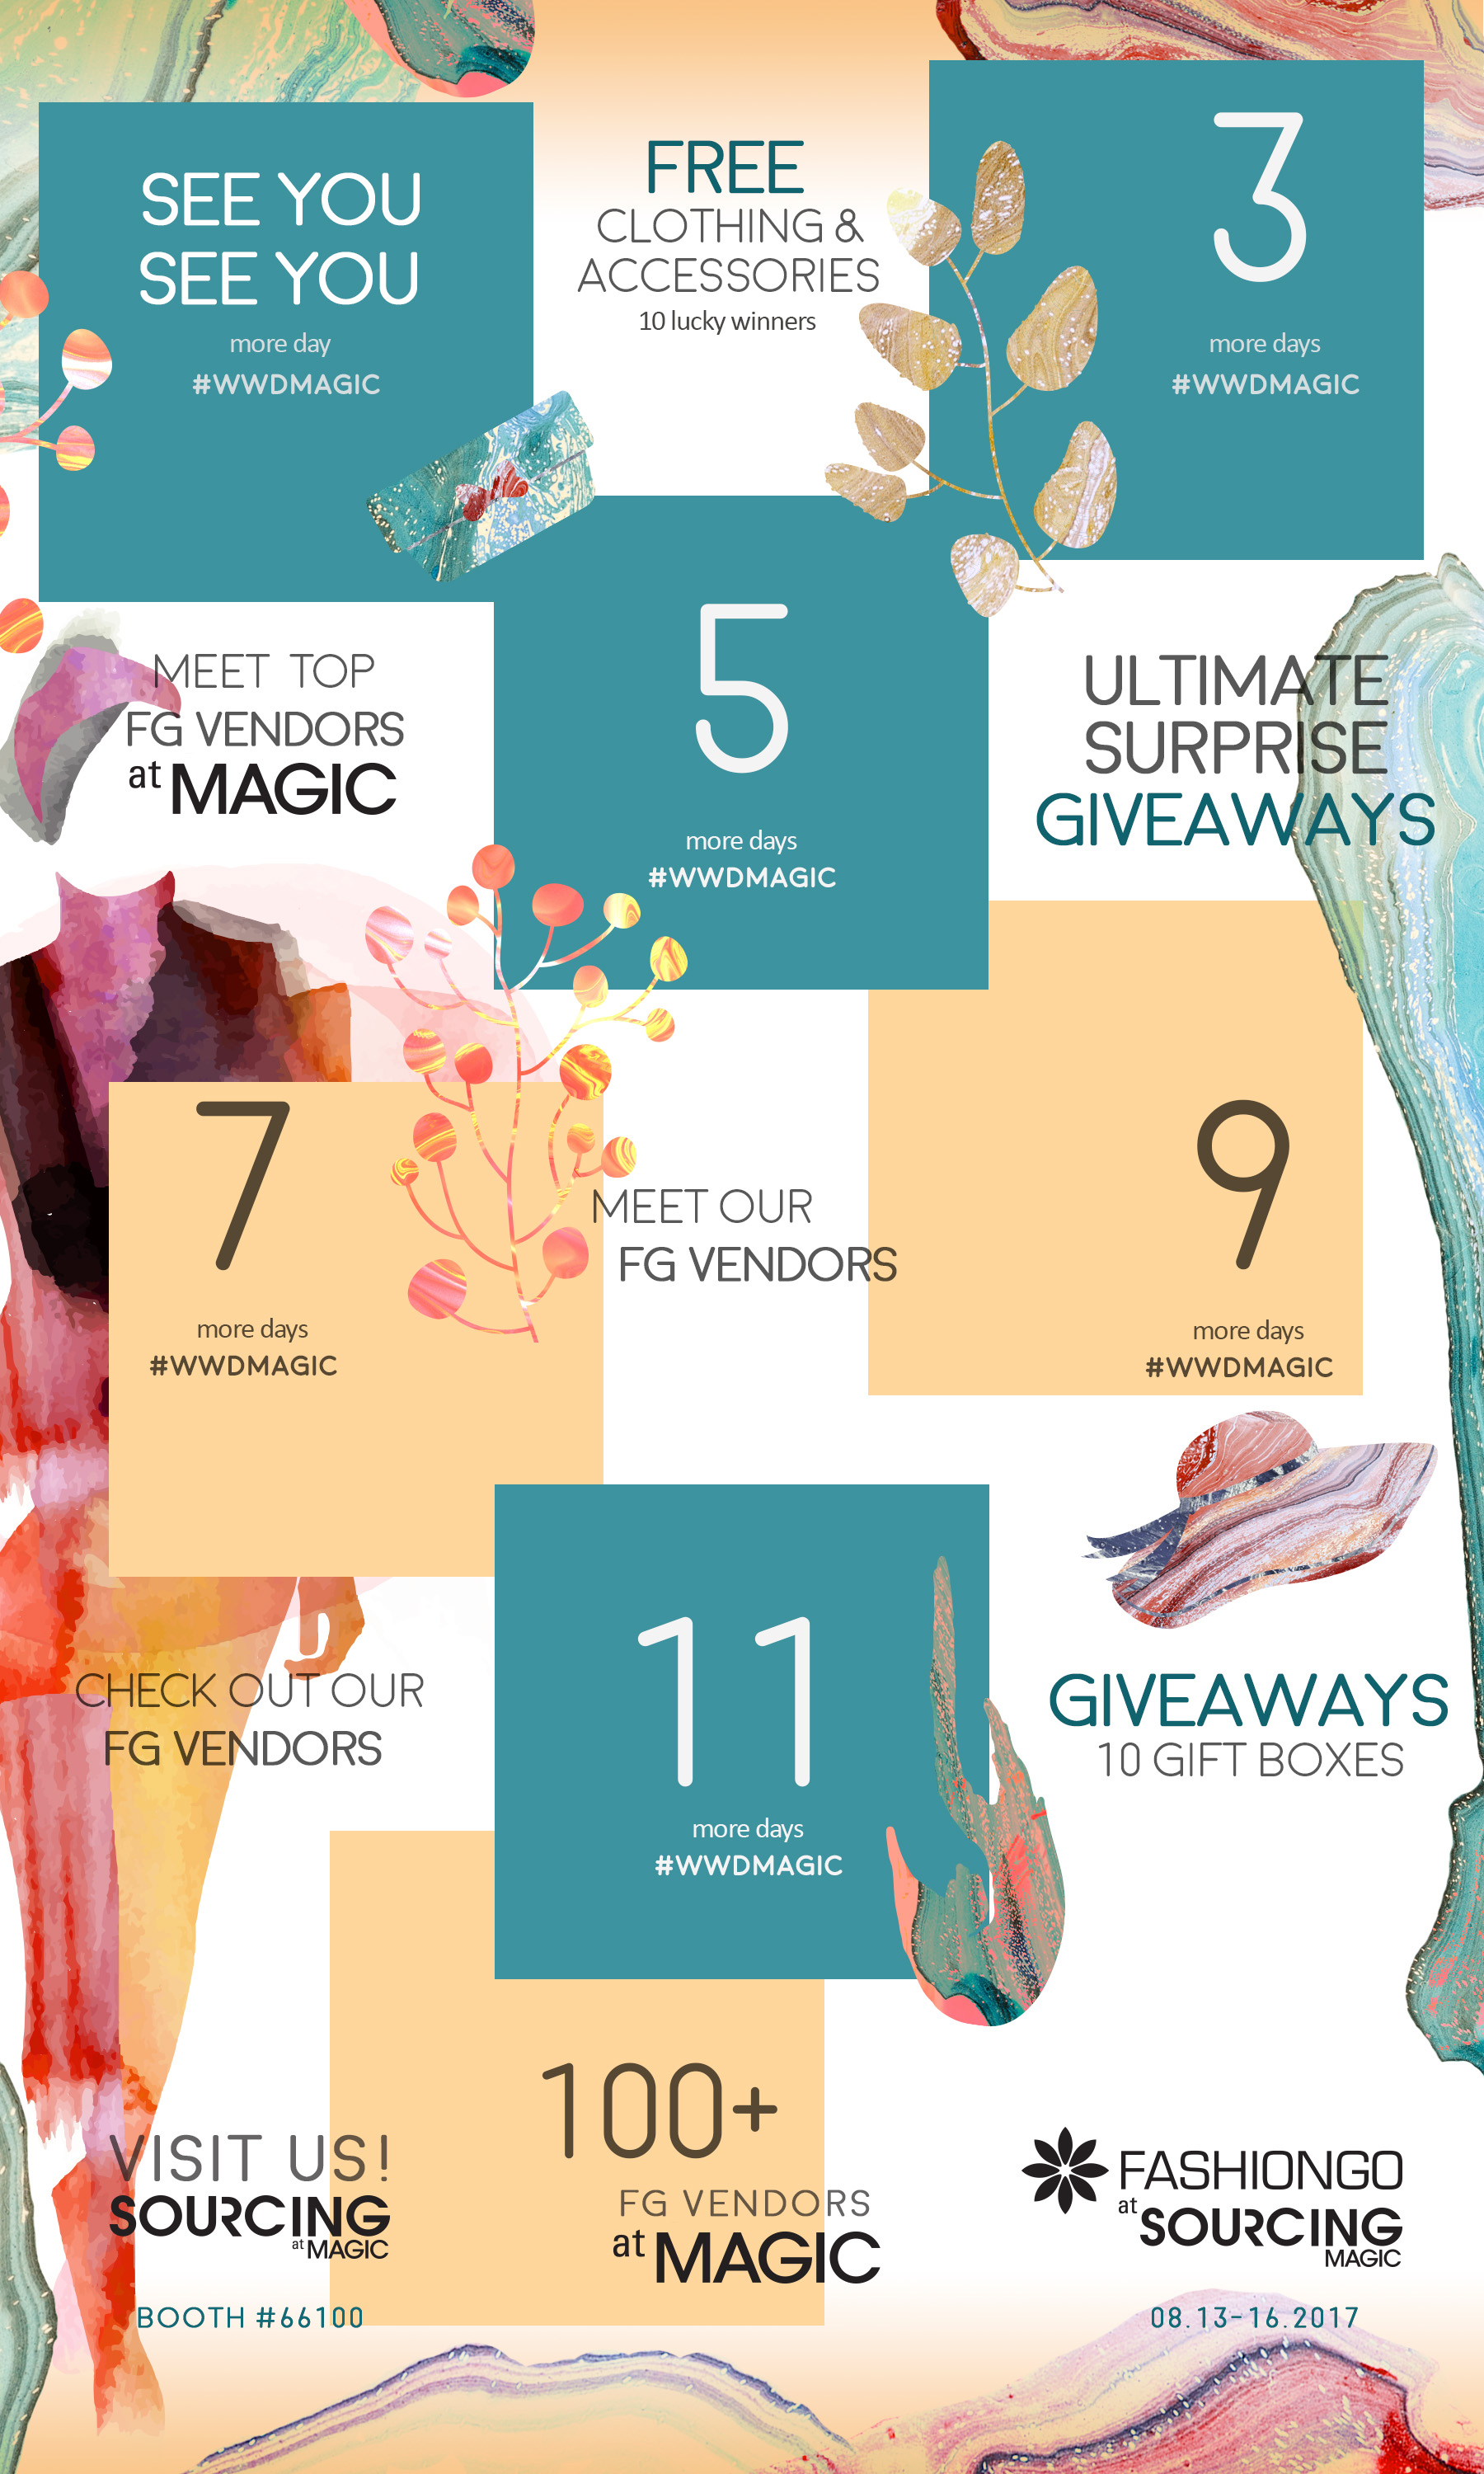 SEE YOU
SEE YOU
more day
#WWDMAGIC
FREE
CLOTHING &
ACCESSORIES
10 lucky winners
3
more days
#WWDMAGIC
MEET TOP
FG VENDORS
at MAGIC
5
more days
#WWDMAGIC
ULTIMATE
SURPRISE
GIVEAWAYS
7
more days
#WWDMAGIC
MEET OUR
FG VENDORS
9
more days
#WWDMAGIC
CHECK OUT OUR
FG VENDORS
11
more days
#WWDMAGIC
GIVEAWAYS
10 GIFT BOXES
VISIT US!
SOURCING
at MAGIC
BOOTH #66100
100+
FG VENDORS
at MAGIC
FASHIONGO
at SOURCING
MAGIC
08.13-16.2017